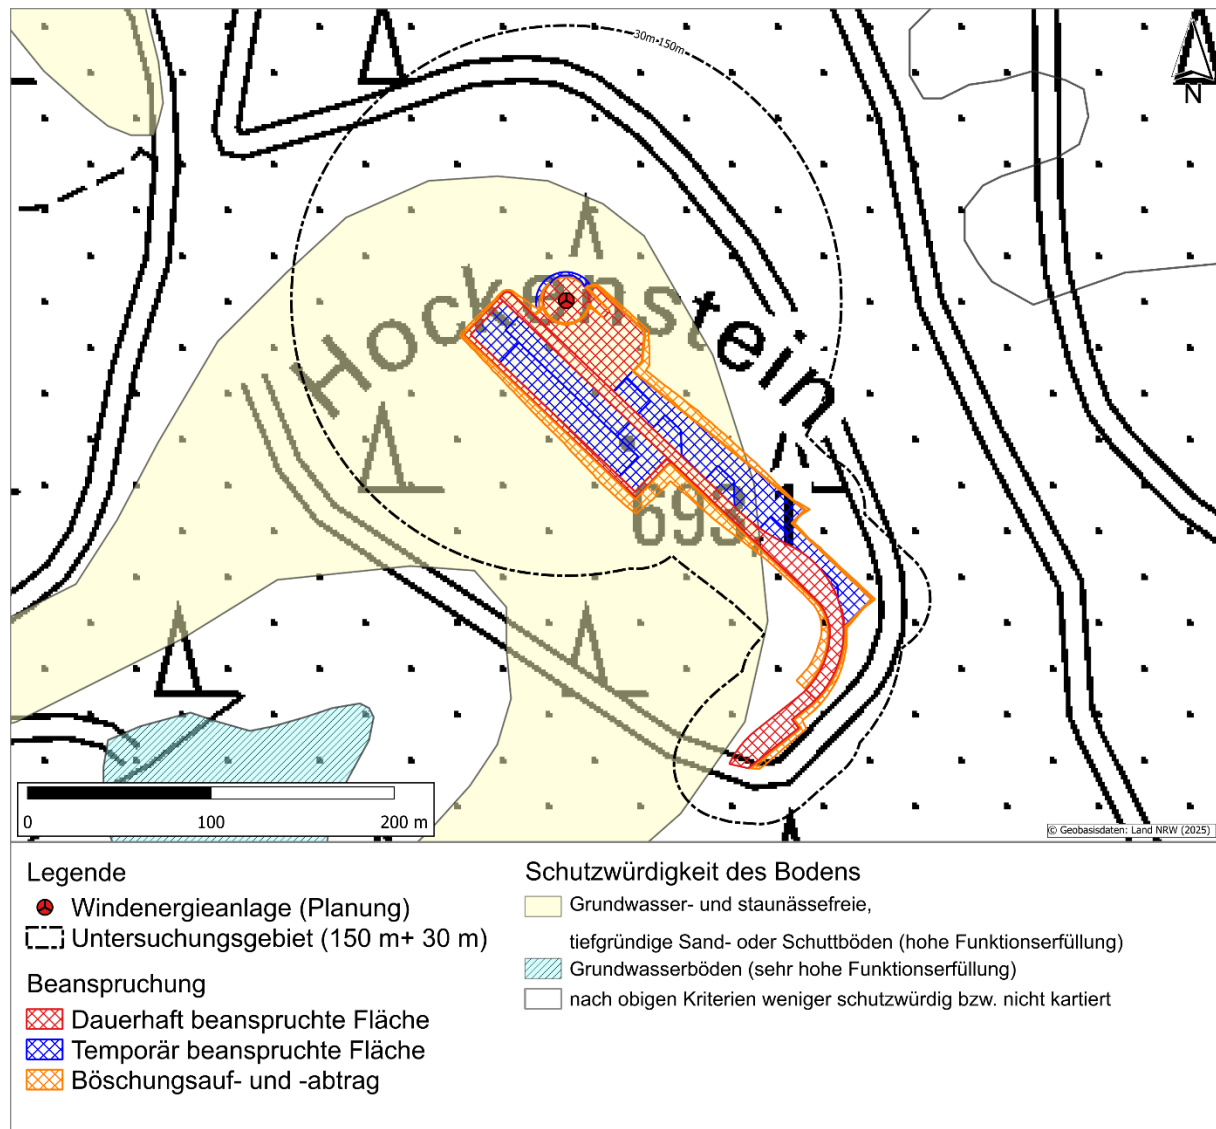 30m 150m
N
Hockenstein
693,1
0 100 200 m
© Geobasisdaten: Land NRW (2025)
Legende
Windenergieanlage (Planung)
Untersuchungsgebiet (150 m+ 30 m)
Beanspruchung
Dauerhaft beanspruchte Fläche
Temporär beanspruchte Fläche
Böschungsauf- und -abtrag
Schutzwürdigkeit des Bodens
Grundwasser- und staunässefreie,
tiefgründige Sand- oder Schuttböden (hohe Funktionserfüllung)
Grundwasserböden (sehr hohe Funktionserfüllung)
nach obigen Kriterien weniger schutzwürdig bzw. nicht kartiert